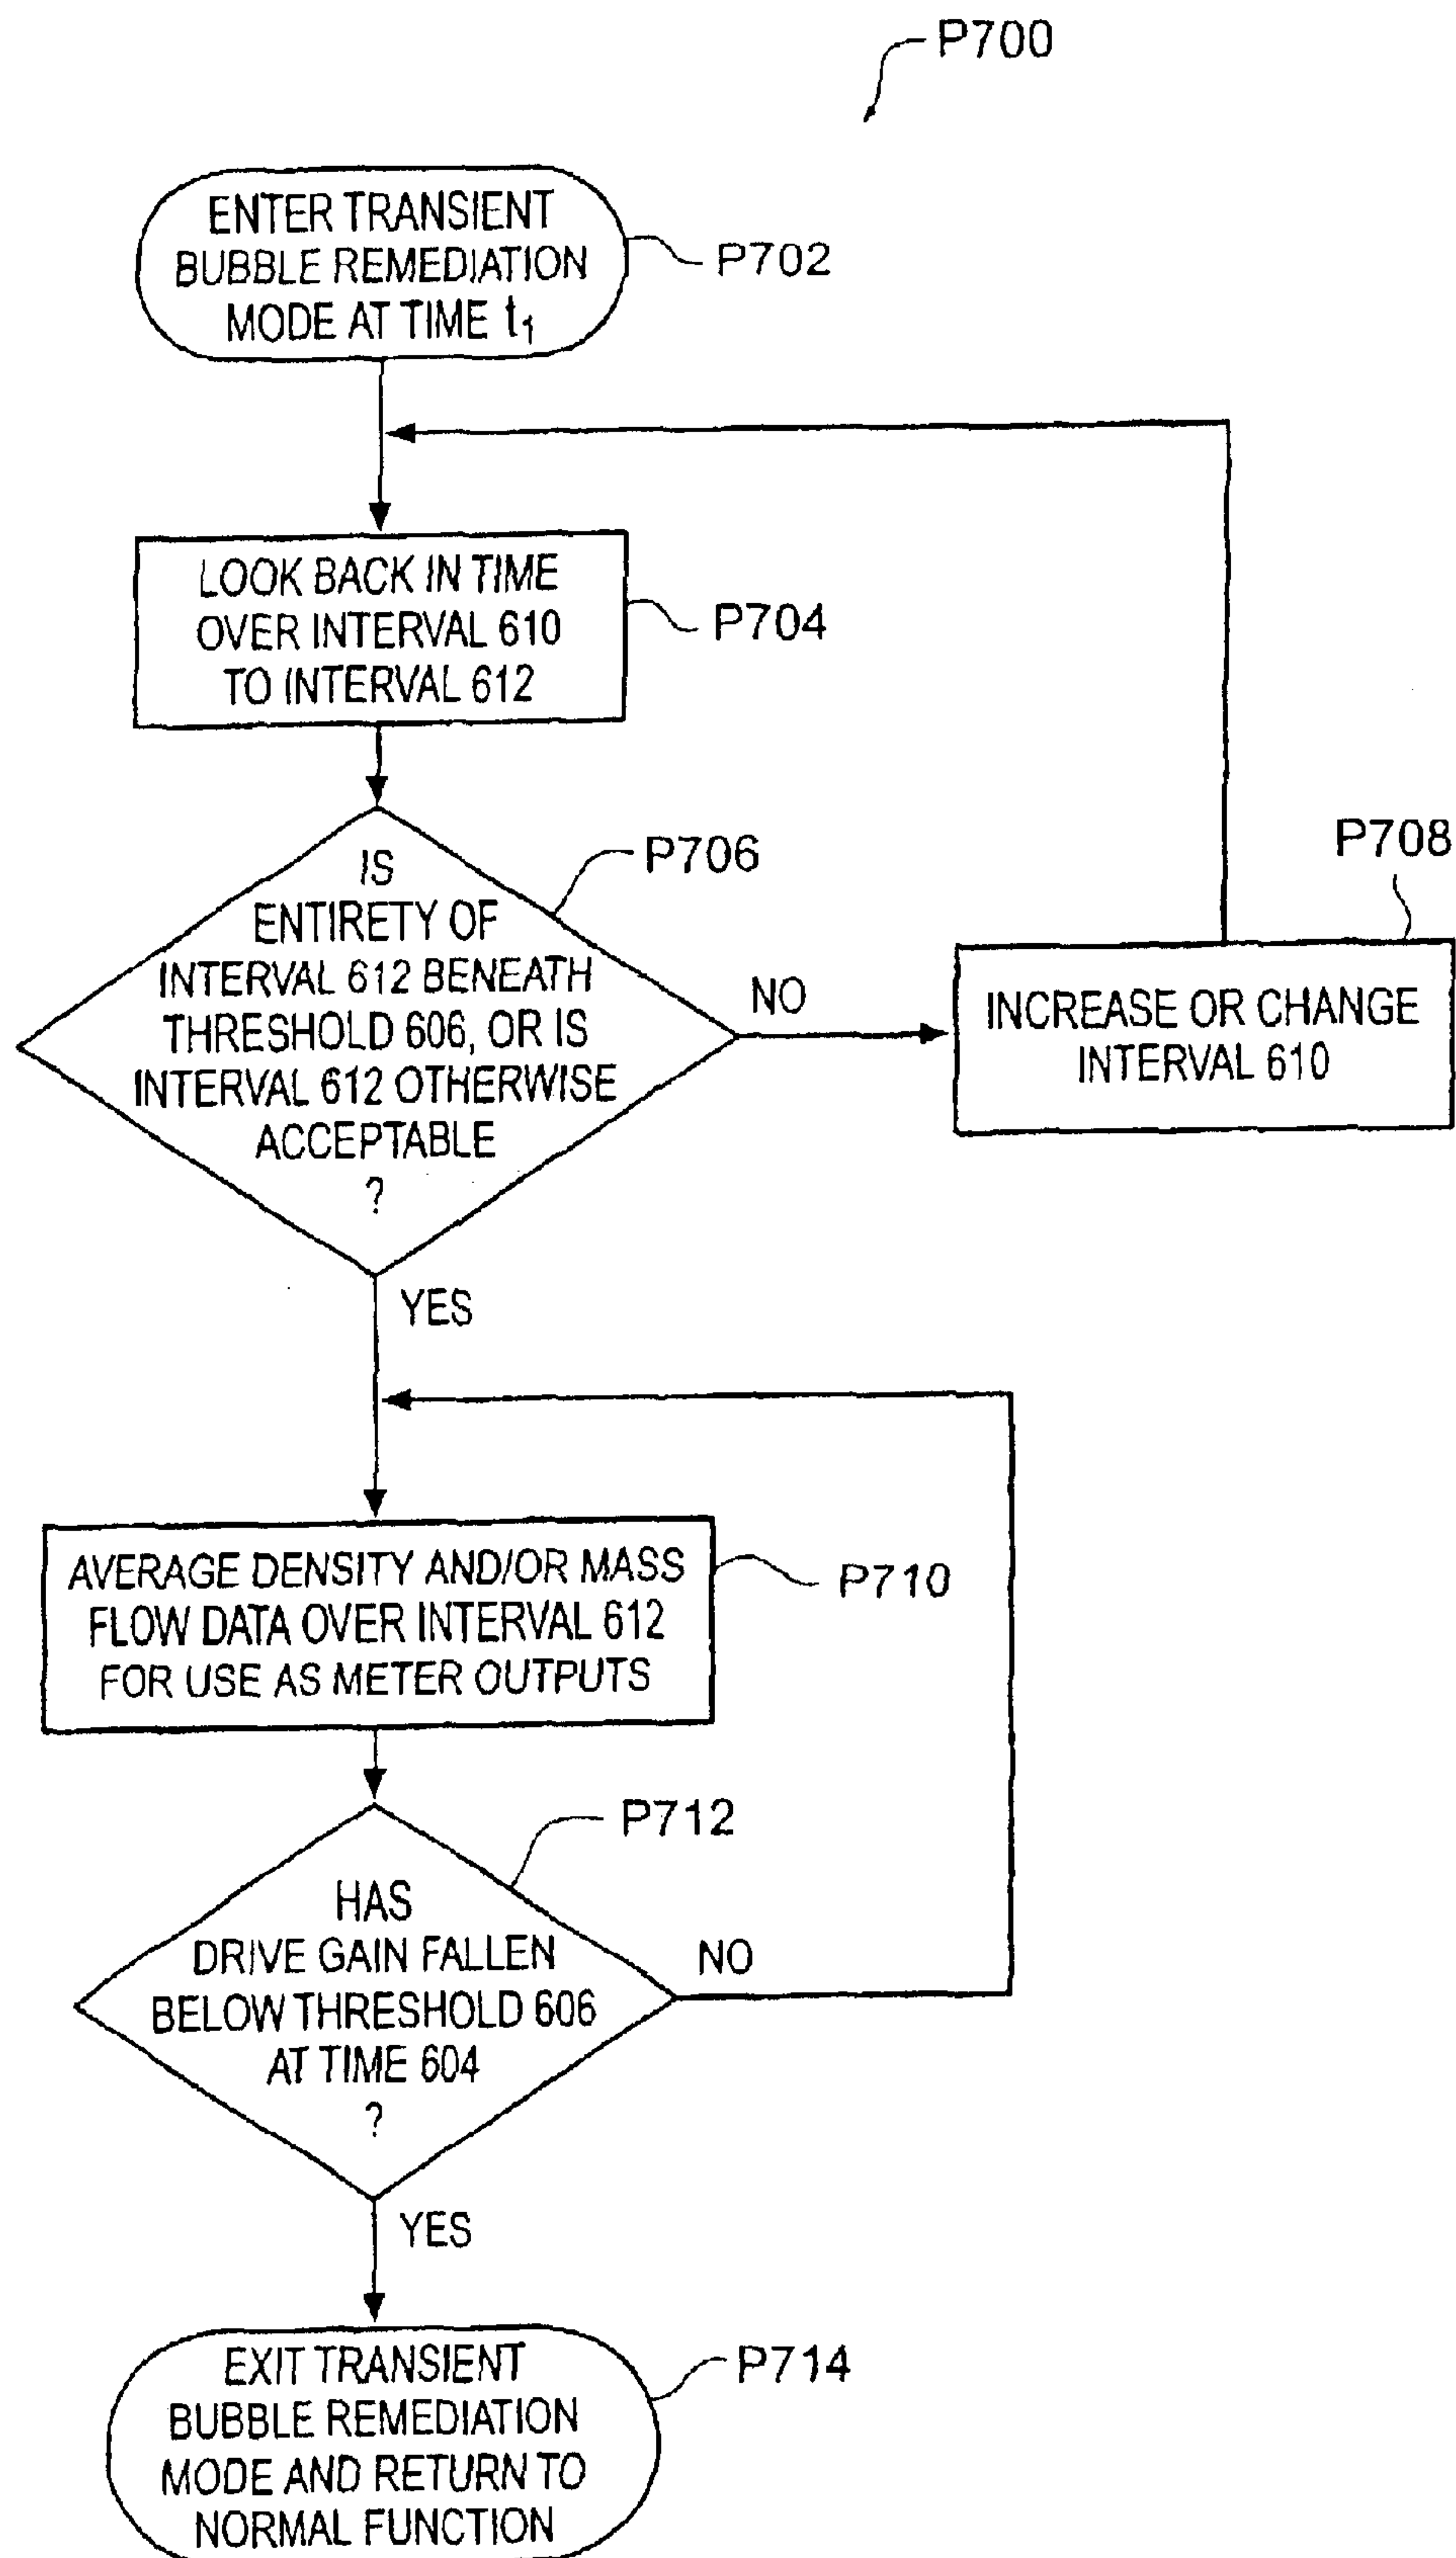 P700
ENTER TRANSIENT
BUBBLE REMEDIATION
MODE AT TIME t1
P702
LOOK BACK IN TIME
OVER INTERVAL 610
TO INTERVAL 612
P704
IS
ENTIRETY OF
INTERVAL 612 BENEATH
THRESHOLD 606, OR IS
INTERVAL 612 OTHERWISE
ACCEPTABLE
?
P706
NO
P708
INCREASE OR CHANGE
INTERVAL 610
YES
AVERAGE DENSITY AND/OR MASS
FLOW DATA OVER INTERVAL 612
FOR USE AS METER OUTPUTS
P710
HAS
DRIVE GAIN FALLEN
BELOW THRESHOLD 606
AT TIME 604
?
P712
NO
YES
EXIT TRANSIENT
BUBBLE REMEDIATION
MODE AND RETURN TO
NORMAL FUNCTION
P714